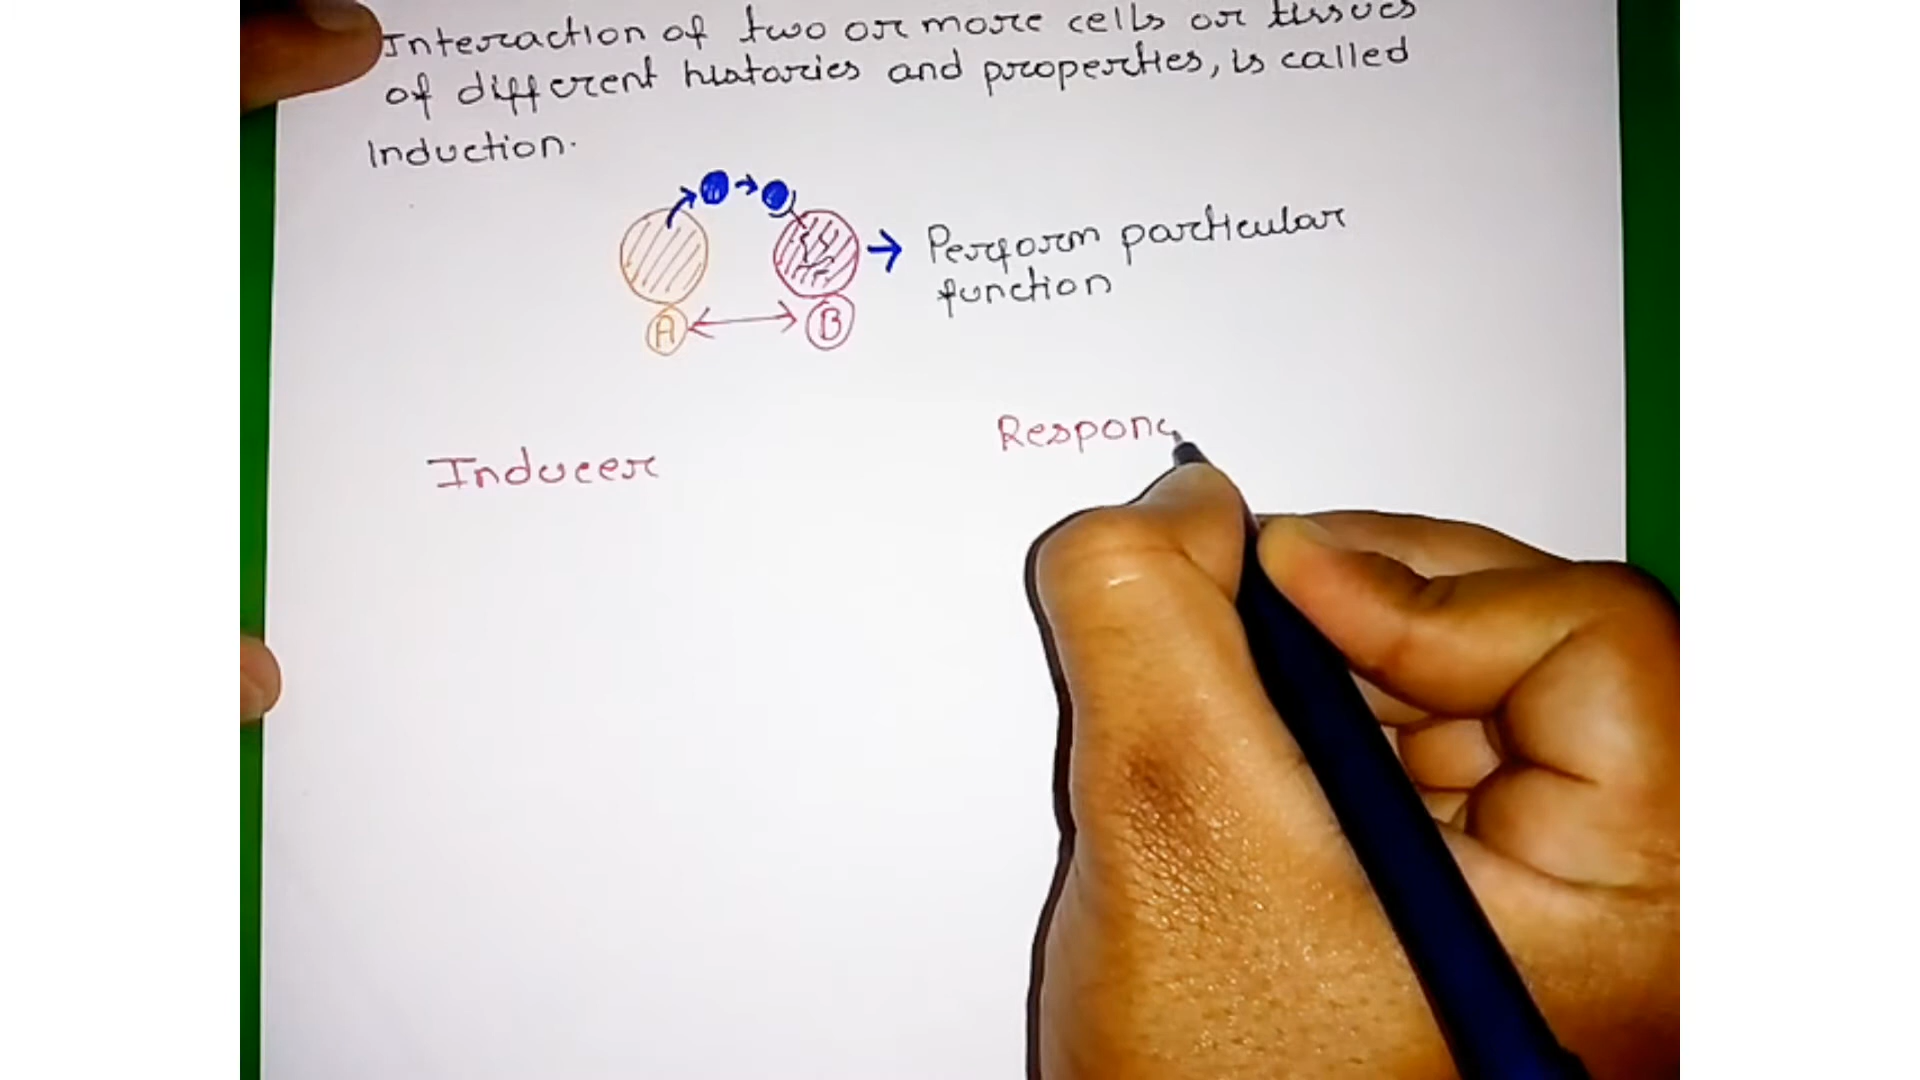 Interaction of two or more cells or tissues
of different histories and properties, is called
Induction.
Perform particular
function
A
B
Inducer
Respond